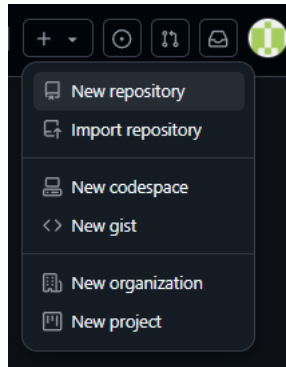 New repository
Import repository
New codespace
New gist
New organization
New project